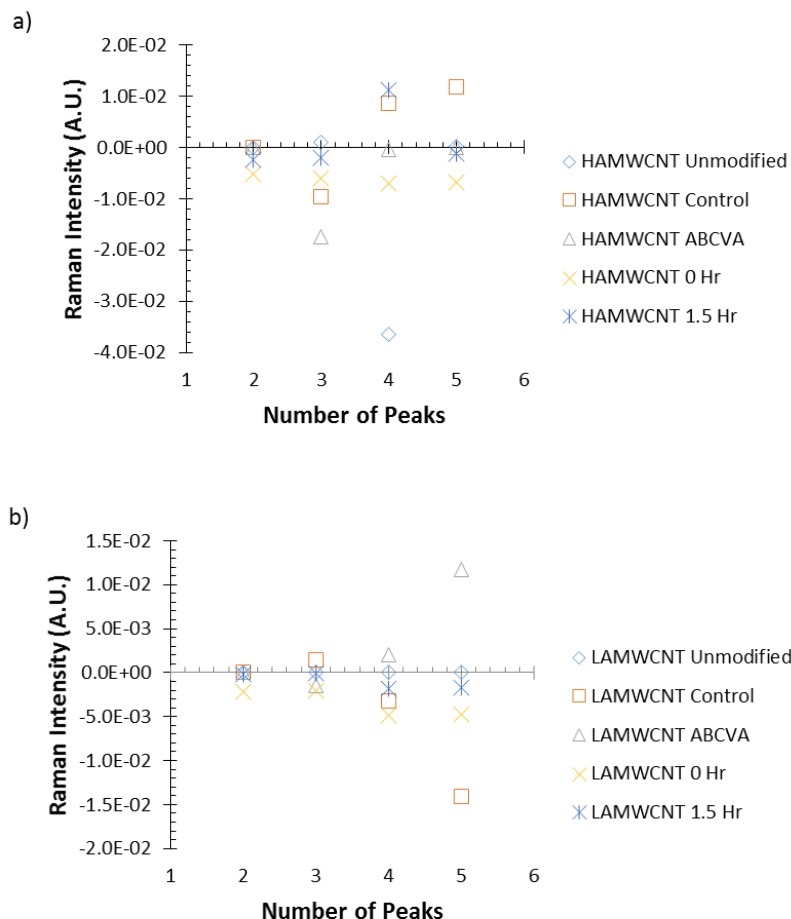 a)
2.0E-02
1.0E-02
0.0E+00
-1.0E-02
-2.0E-02
-3.0E-02
-4.0E-02
Raman Intensity (A.U.)
1 2 3 4 5 6
Number of Peaks
HAMWCNT Unmodified
HAMWCNT Control
HAMWCNT ABCVA
HAMWCNT 0 Hr
HAMWCNT 1.5 Hr
b)
1.5E-02
1.0E-02
5.0E-03
0.0E+00
-5.0E-03
-1.0E-02
-1.5E-02
-2.0E-02
Raman Intensity (A.U.)
1 2 3 4 5 6
Number of Peaks
LAMWCNT Unmodified
LAMWCNT Control
LAMWCNT ABCVA
LAMWCNT 0 Hr
LAMWCNT 1.5 Hr